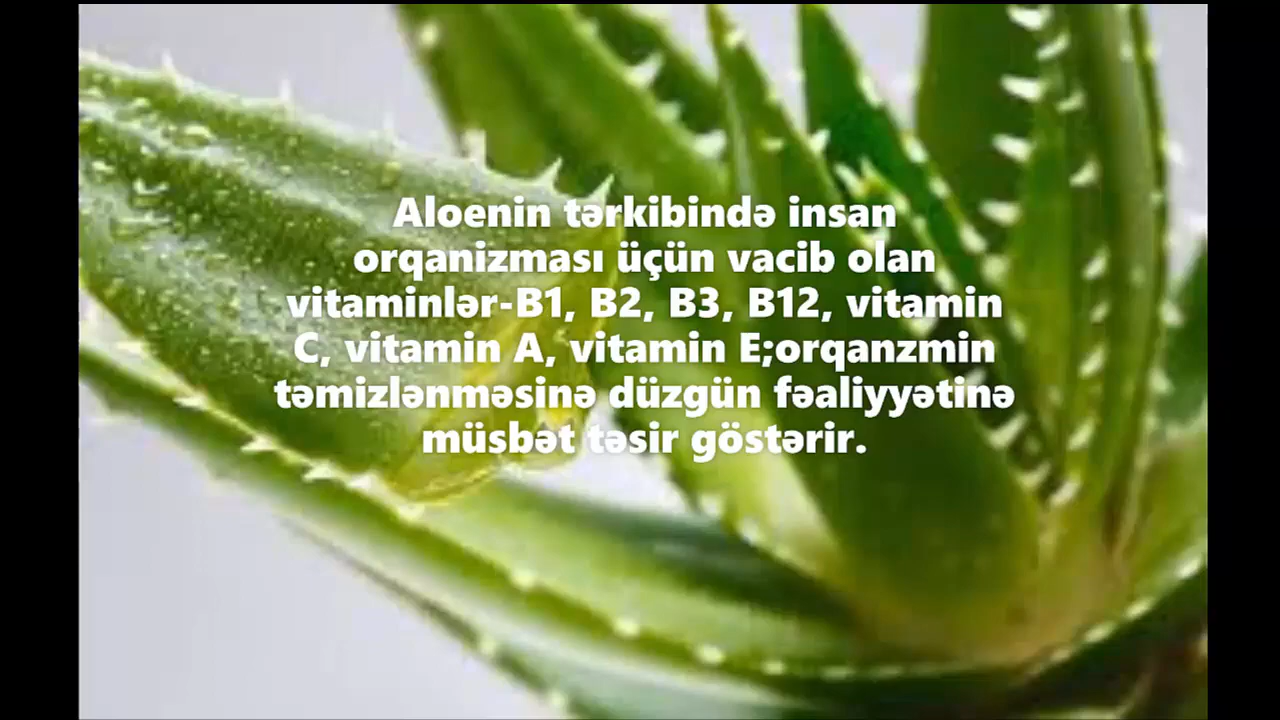 Aloenin tərkibində insan
orqanizması üçün vacib olan
vitaminlər-B1, B2, B3, B12, vitamin
C, vitamin A, vitamin E;orqanzmin
təmizlənməsinə düzgün fəaliyyətinə
müsbət təsir göstərir.